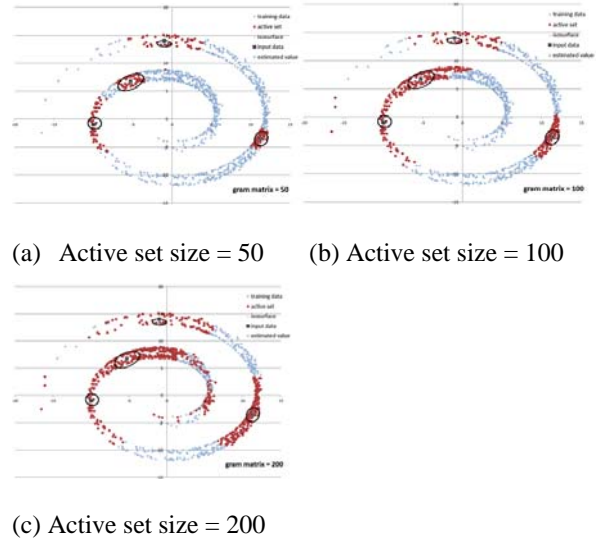 training data
active set
isosurface
input data
estimated value
gram matrix = 50
training data
active set
isosurface
input data
estimated value
gram matrix = 100
(a) Active set size = 50
(b) Active set size = 100
training data
active set
isosurface
input data
estimated value
gram matrix = 200
(c) Active set size = 200